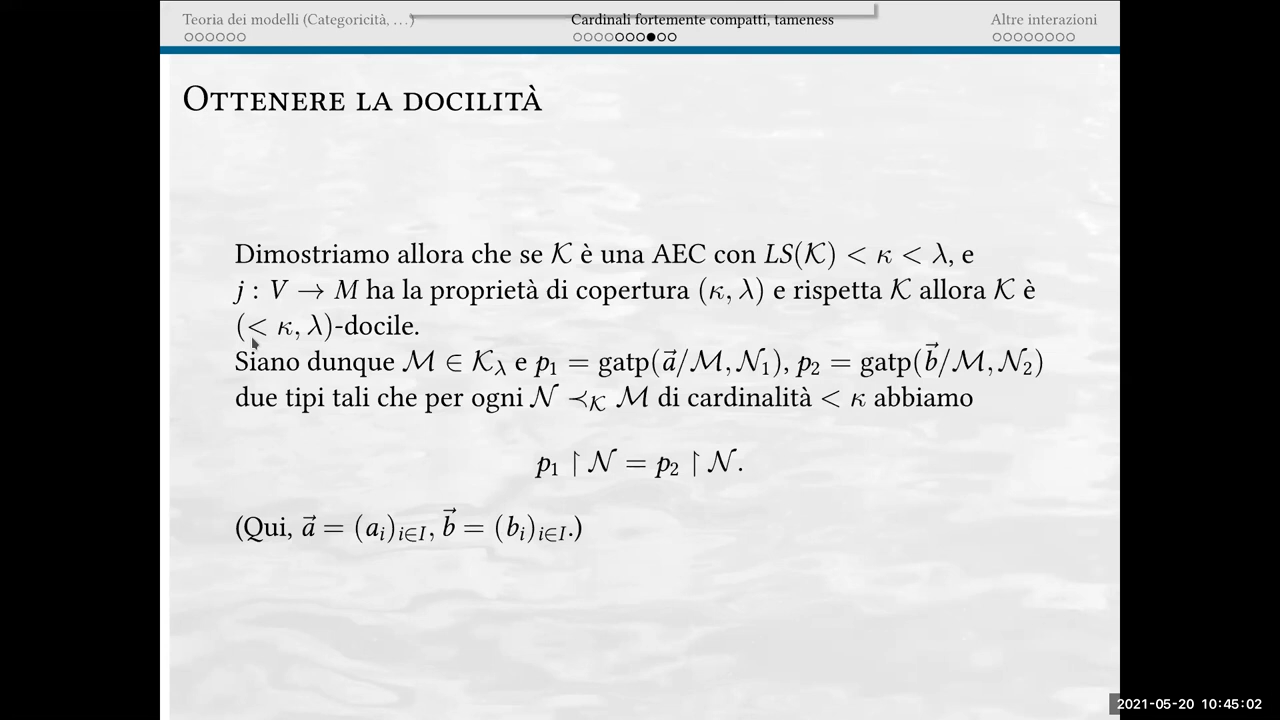 Teoria dei modelli (Categoricità, …)
Cardinali fortemente compatti, tameness
Altre interazioni
Ottenere la docilità
Dimostriamo allora che se 𝒦 è una AEC con LS(𝒦) < κ < λ, e
j : V → M ha la proprietà di copertura (κ, λ) e rispetta 𝒦 allora 𝒦 è
(< κ, λ)-docile.
Siano dunque ℳ ∈ 𝒦_λ e p₁ = gatp(a⃗/ℳ, 𝒩₁), p₂ = gatp(b⃗/ℳ, 𝒩₂)
due tipi tali che per ogni 𝒩 ≺_𝒦 ℳ di cardinalità < κ abbiamo
p₁ ↾ 𝒩 = p₂ ↾ 𝒩.
(Qui, a⃗ = (aᵢ)ᵢ∈I, b⃗ = (bᵢ)ᵢ∈I.)
2021-05-20 10:45:02